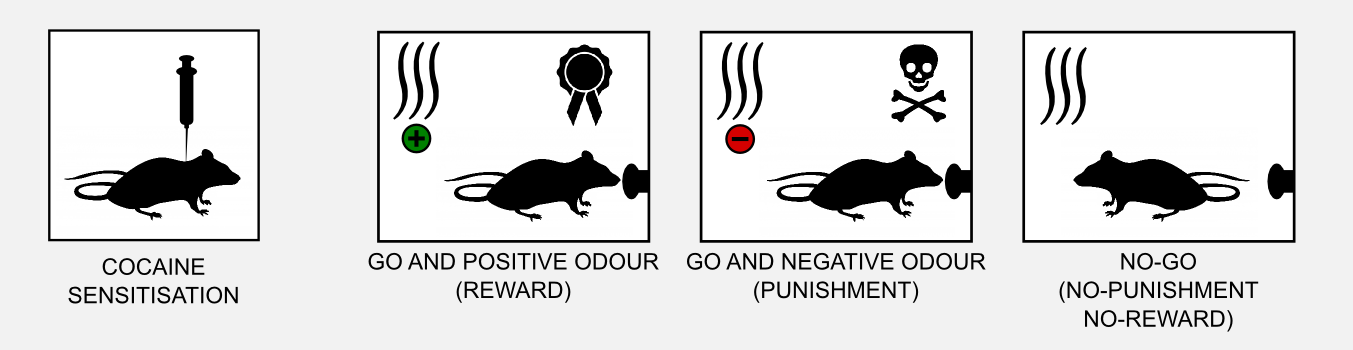 COCAINE
SENSITISATION
GO AND POSITIVE ODOUR
(REWARD)
GO AND NEGATIVE ODOUR
(PUNISHMENT)
NO-GO
(NO-PUNISHMENT
NO-REWARD)